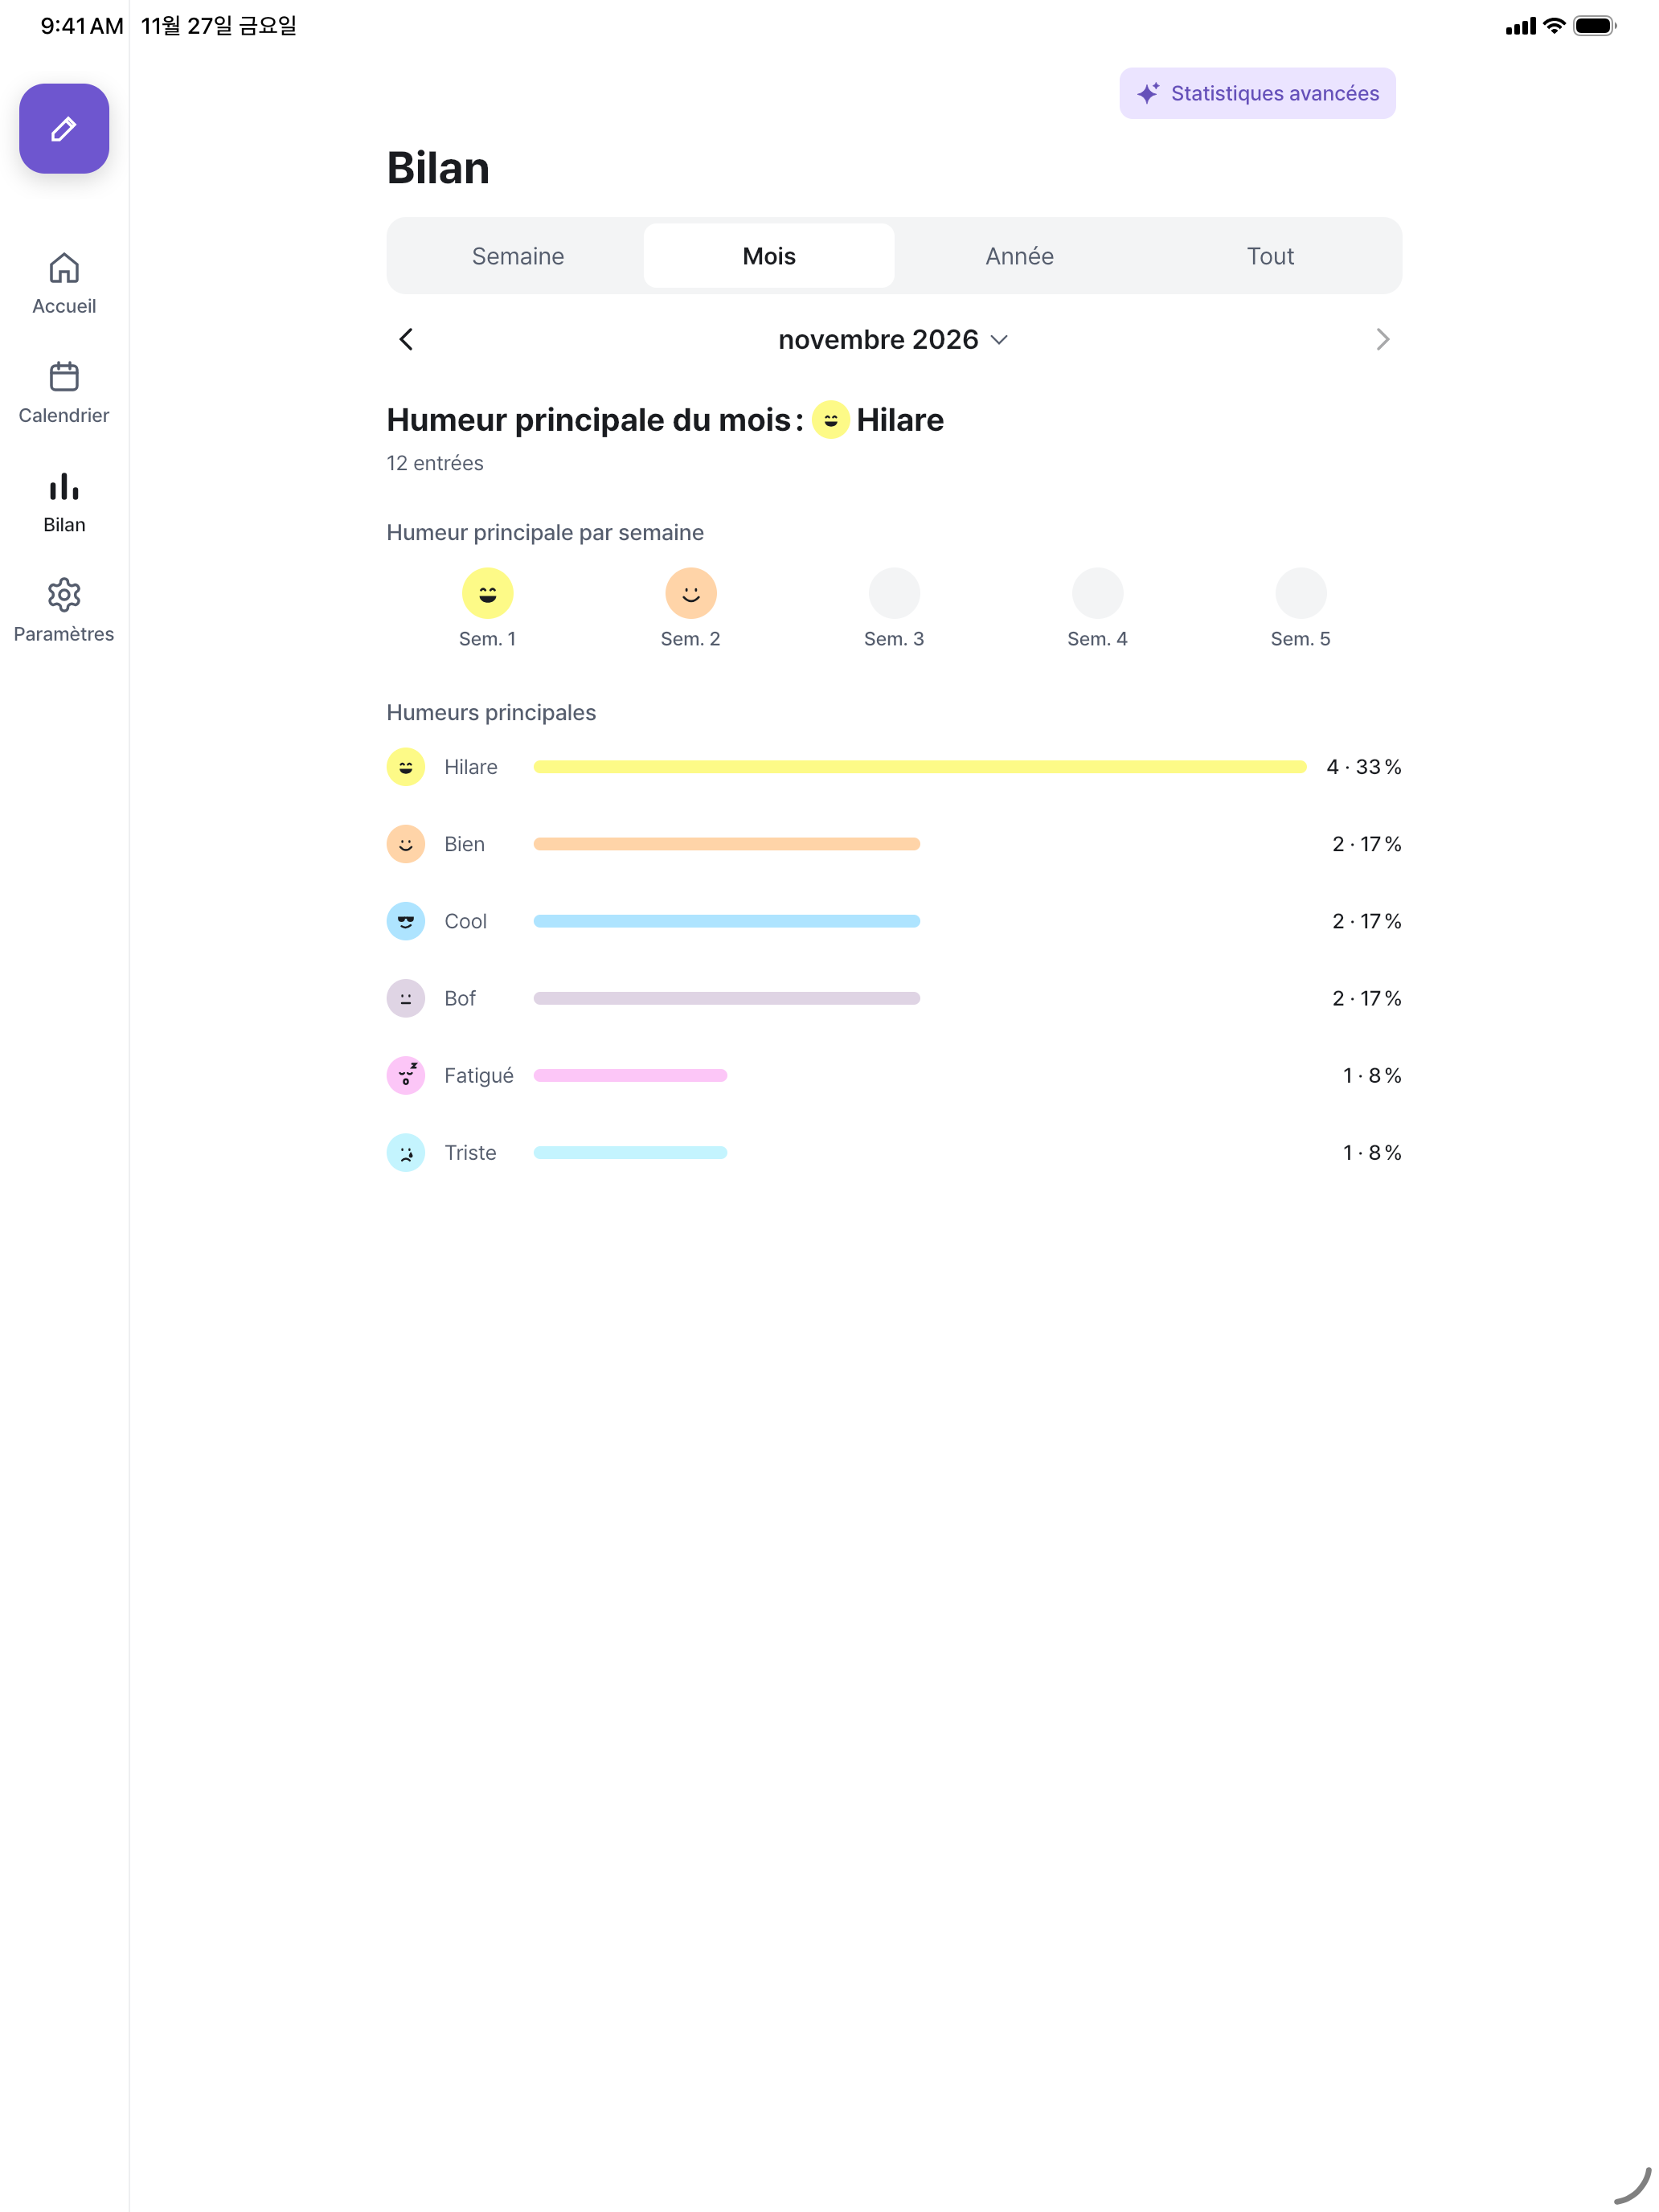 9:41 AM 11월 27일 금요일
Statistiques avancées
Bilan
Semaine Mois Année Tout
novembre 2026
Humeur principale du mois : Hilare
12 entrées
Humeur principale par semaine
Sem. 1 Sem. 2 Sem. 3 Sem. 4 Sem. 5
Humeurs principales
Hilare 4 · 33 %
Bien 2 · 17 %
Cool 2 · 17 %
Bof 2 · 17 %
Fatigué 1 · 8 %
Triste 1 · 8 %
Accueil
Calendrier
Bilan
Paramètres